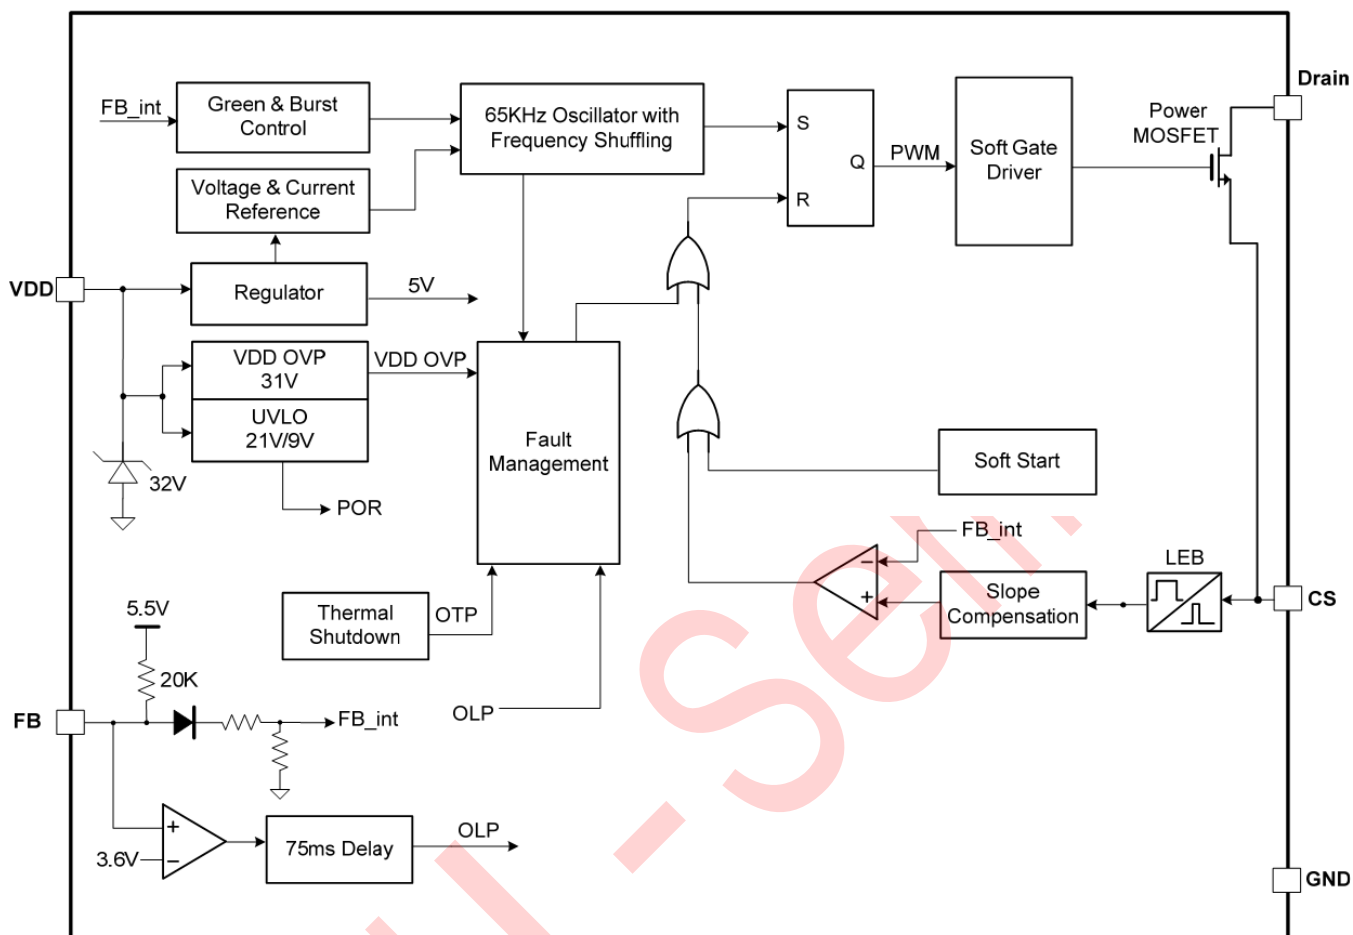 Drain
FB_int
Green & Burst
Control
65KHz Oscillator with
Frequency Shuffling
S
Q
R
PWM
Soft Gate
Driver
Power
MOSFET
Voltage & Current
Reference
VDD
Regulator
5V
VDD OVP
31V
VDD OVP
UVLO
21V/9V
32V
POR
Fault
Management
Soft Start
FB_int
−
+
Slope
Compensation
LEB
CS
Thermal
Shutdown
OTP
5.5V
20K
FB
FB_int
OLP
+
3.6V
−
75ms Delay
OLP
GND
- Semi